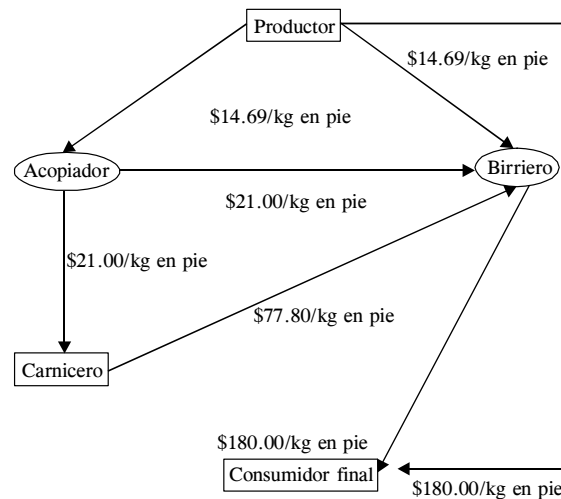 Productor
$14.69/kg en pie
$14.69/kg en pie
Acopiador
Birriero
$21.00/kg en pie
$21.00/kg en pie
$77.80/kg en pie
Carnicero
$180.00/kg en pie
Consumidor final
$180.00/kg en pie